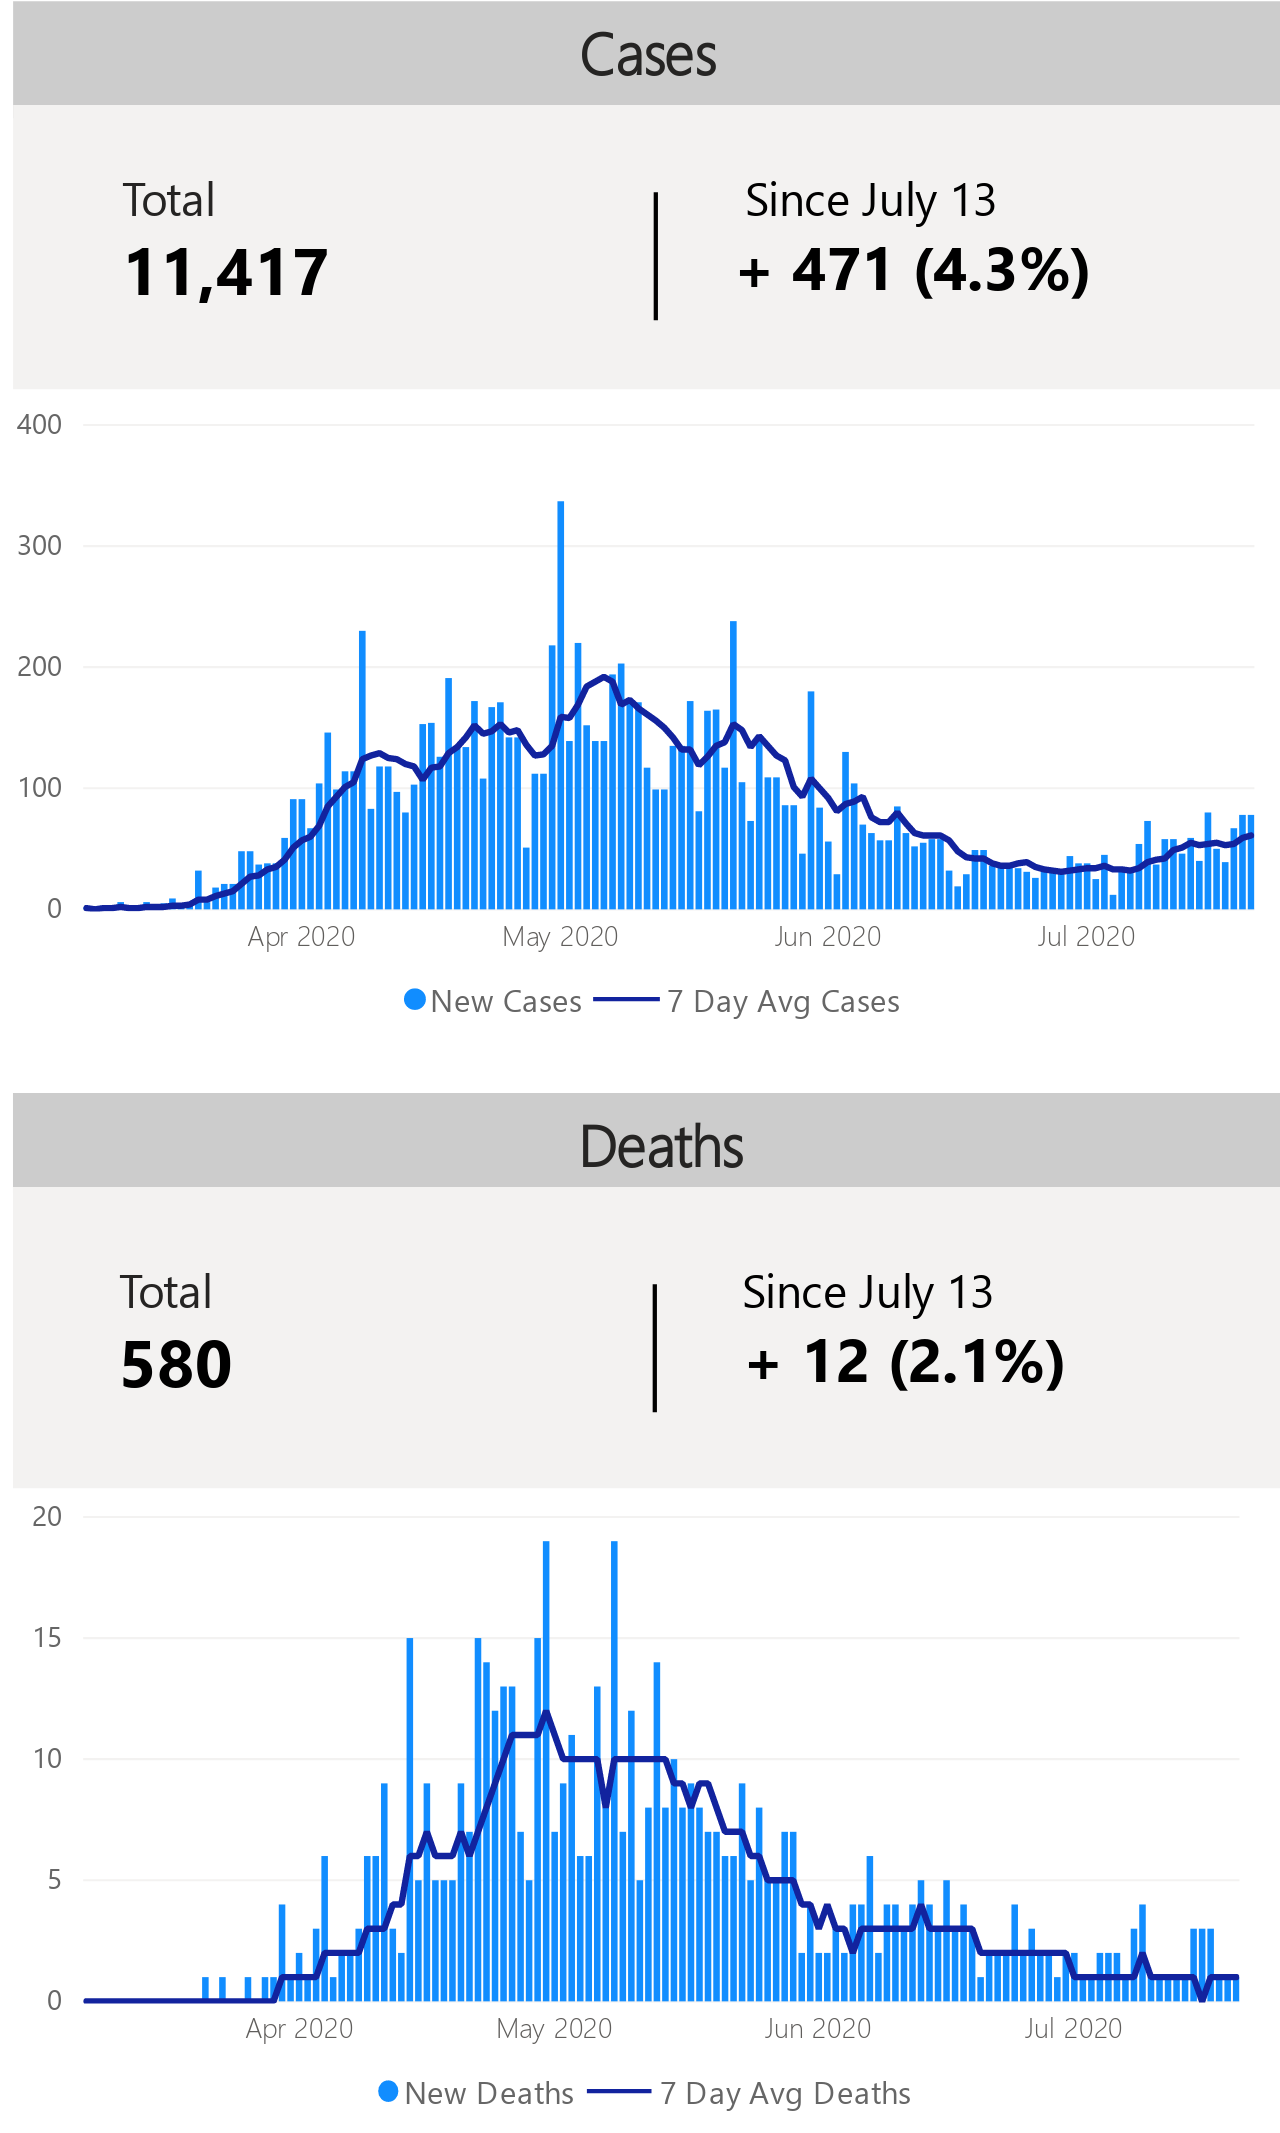 Cases
Total
Since July 13
11,417
+ 471 (4.3%)
400
300
200
100
0
Apr 2020
May 2020
Jun 2020
Jul 2020
New Cases
7 Day Avg Cases
Deaths
Total
Since July 13
580
+ 12 (2.1%)
20
15
10
5
0
Apr 2020
May 2020
Jun 2020
Jul 2020
New Deaths
7 Day Avg Deaths